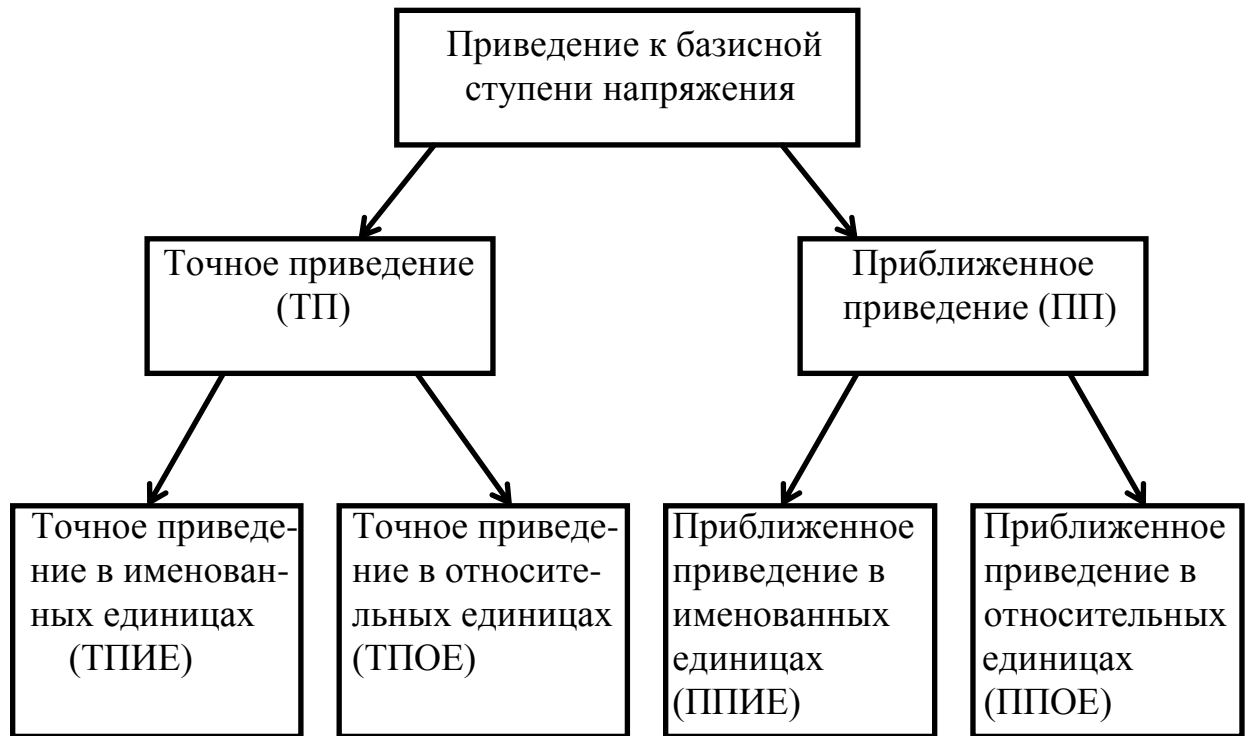 Приведение к базисной
ступени напряжения
Точное приведение
(ТП)
Приближенное
приведение (ПП)
Точное приведе-
ние в именован-
ных единицах
(ТПИЕ)
Точное приведе-
ние в относите-
льных единицах
(ТПОЕ)
Приближенное
приведение в
именованных
единицах
(ППИЕ)
Приближенное
приведение в
относительных
единицах
(ППОЕ)